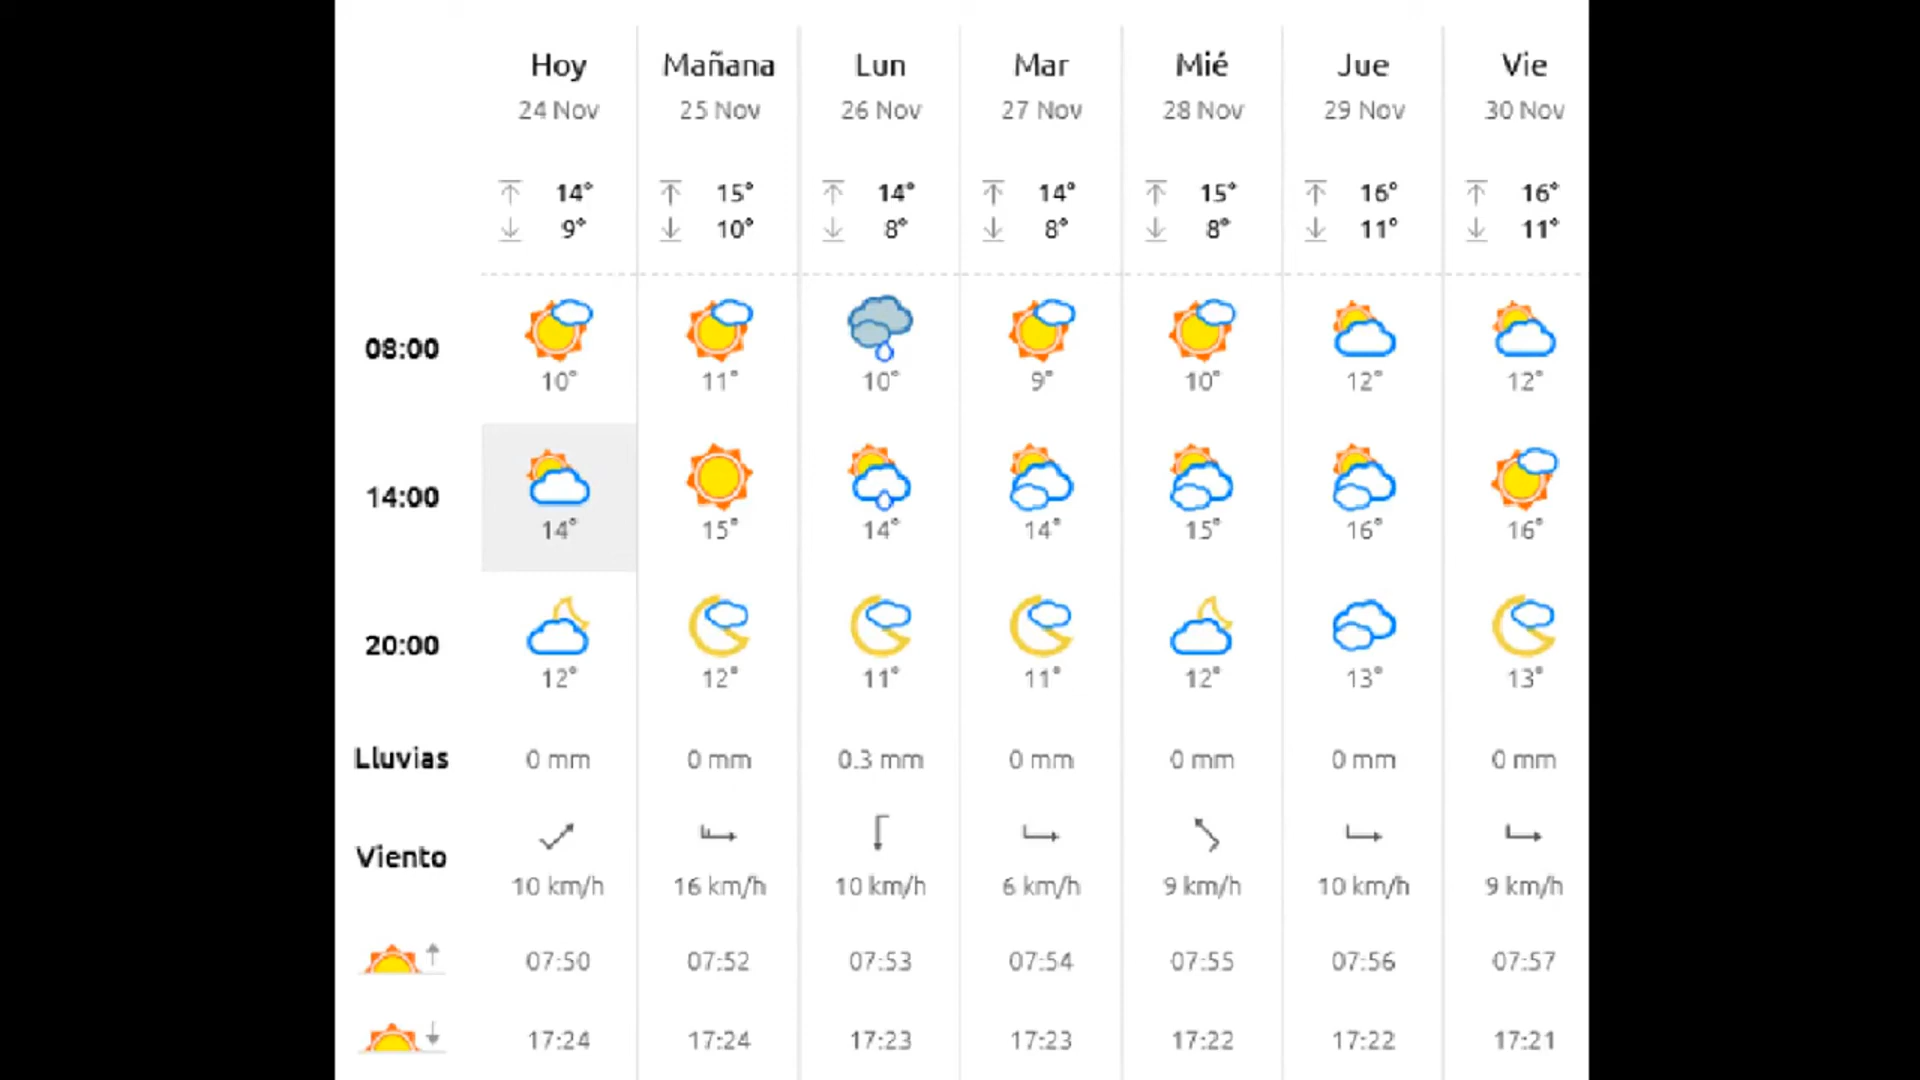 Hoy Mañana Lun Mar Mié Jue Vie
24 Nov 25 Nov 26 Nov 27 Nov 28 Nov 29 Nov 30 Nov
14° 15° 14° 14° 15° 16° 16°
9° 10° 8° 8° 8° 11° 11°
08:00
10° 11° 10° 9° 10° 12° 12°
14:00
14° 15° 14° 14° 15° 16° 16°
20:00
12° 12° 11° 11° 12° 13° 13°
Lluvias 0 mm 0 mm 0.3 mm 0 mm 0 mm 0 mm 0 mm
Viento
10 km/h 16 km/h 10 km/h 6 km/h 9 km/h 10 km/h 9 km/h
07:50 07:52 07:53 07:54 07:55 07:56 07:57
17:24 17:24 17:23 17:23 17:22 17:22 17:21